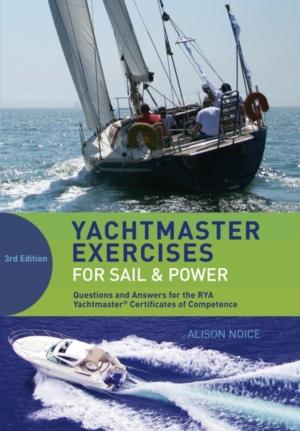 3rd Edition
YACHTMASTER
EXERCISES
FOR SAIL & POWER
Questions and Answers for the RYA
Yachtmaster® Certificates of Competence
ALISON NOICE